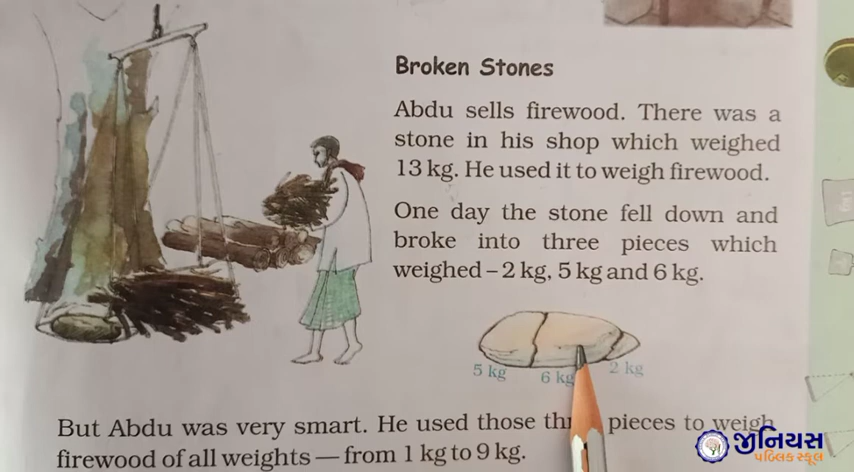 Broken Stones
Abdu sells firewood. There was a
stone in his shop which weighed
13 kg. He used it to weigh firewood.
One day the stone fell down and
broke into three pieces which
weighed – 2 kg, 5 kg and 6 kg.
5 kg 6 kg 2 kg
But Abdu was very smart. He used those pieces to weigh
firewood of all weights — from 1 kg to 9 kg.
જીનિયસ
પબ્લિક સ્કૂલ